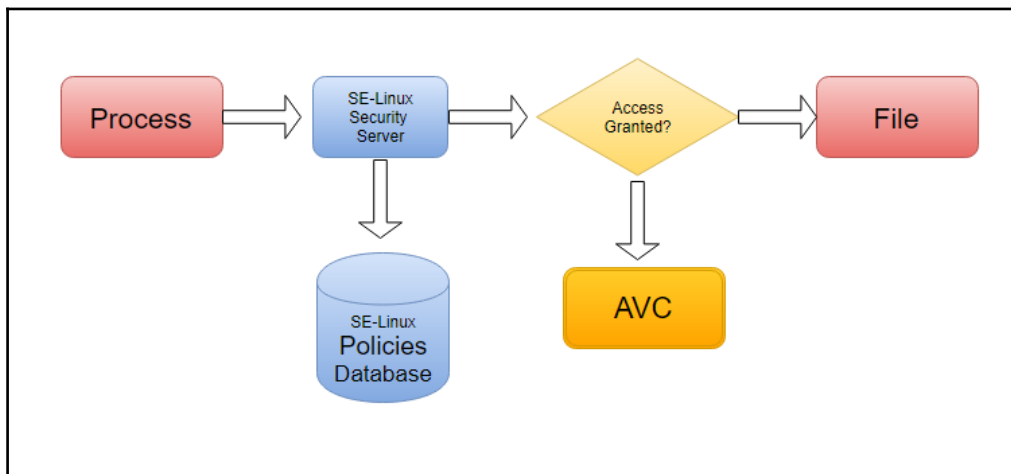 Process
SE-Linux
Security
Server
Access
Granted?
File
SE-Linux
Policies
Database
AVC